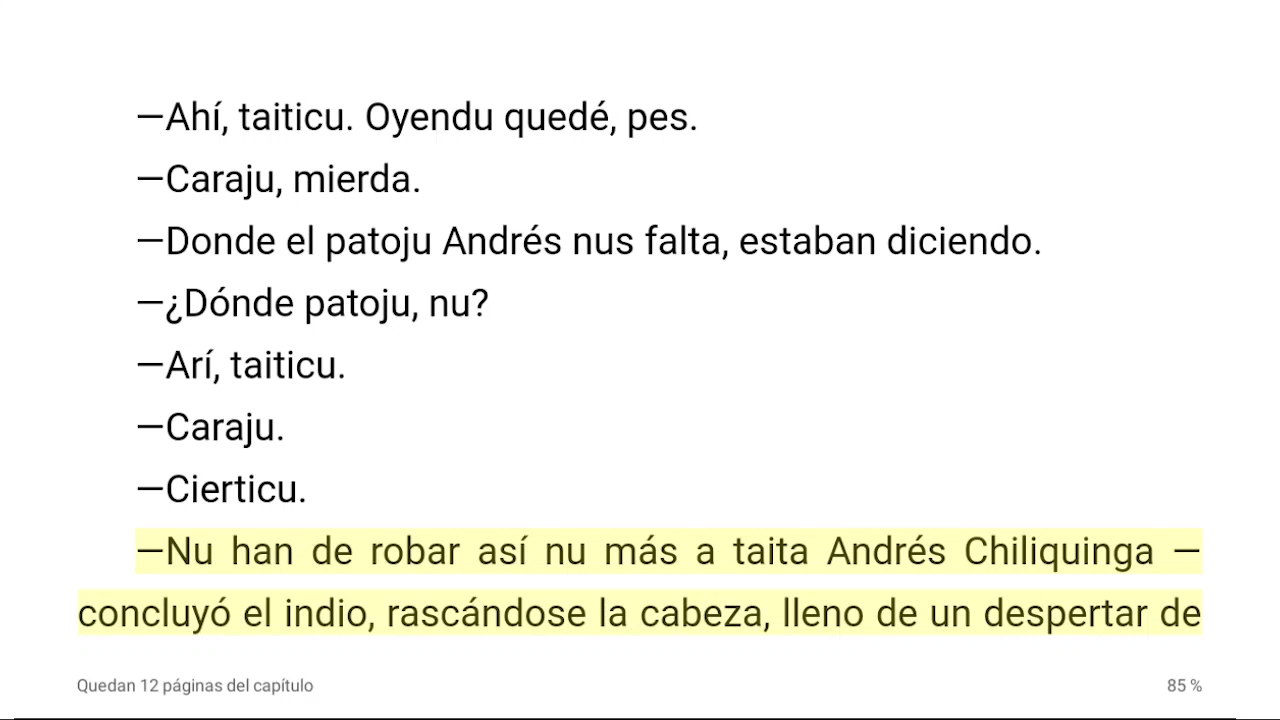 —Ahí, taiticu. Oyendu quedé, pes.
—Caraju, mierda.
—Donde el patoju Andrés nus falta, estaban diciendo.
—¿Dónde patoju, nu?
—Arí, taiticu.
—Caraju.
—Cierticu.
—Nu han de robar así nu más a taita Andrés Chiliquinga —
concluyó el indio, rascándose la cabeza, lleno de un despertar de
Quedan 12 páginas del capítulo
85 %